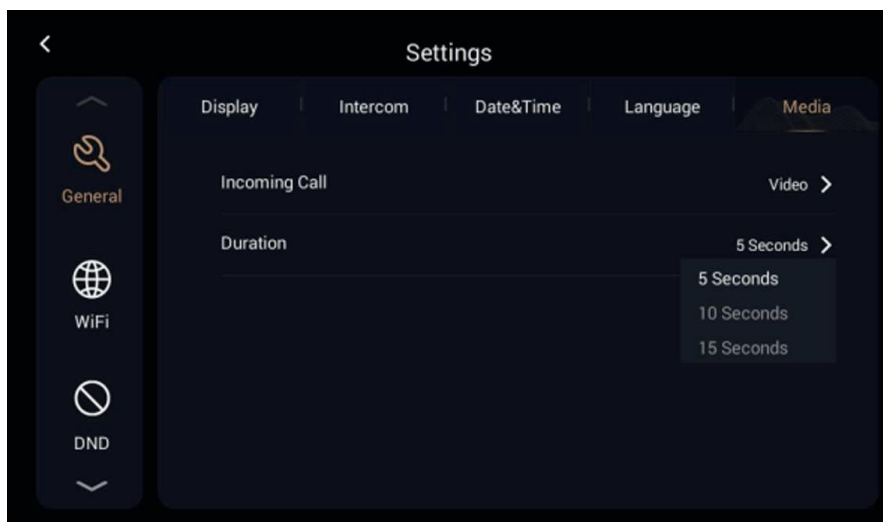 Settings
Display Intercom Date&Time Language Media
General
Incoming Call Video
Duration 5 Seconds
5 Seconds
10 Seconds
15 Seconds
WiFi
DND